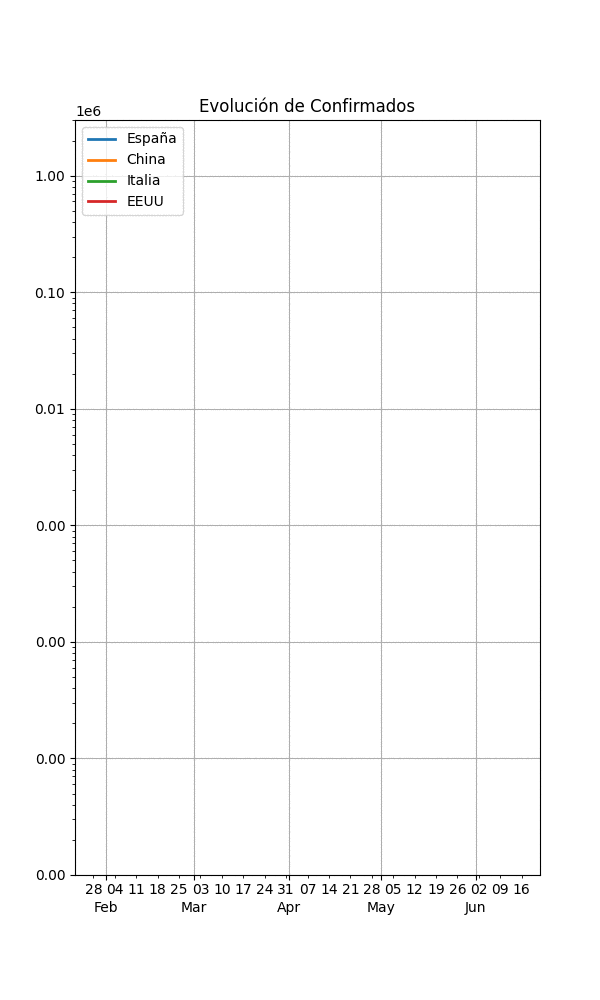 Evolución de Confirmados
1e6
España
China
Italia
EEUU
1.00
0.10
0.01
0.00
0.00
0.00
0.00
28 04 11 18 25 03 10 17 24 31 07 14 21 28 05 12 19 26 02 09 16
Feb Mar Apr May Jun